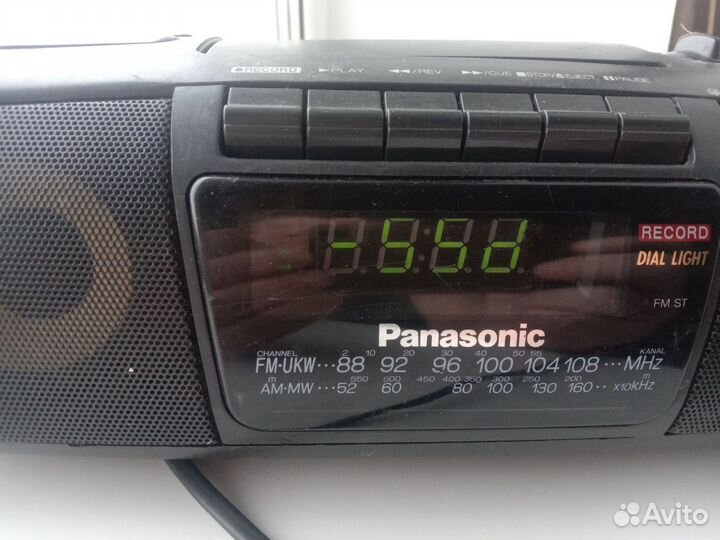 ●RECORD ►PLAY ◄◄/REV ►►/CUE ■STOP/⏏EJECT ❚❚PAUSE
-55d
RECORD
DIAL LIGHT
FM ST
Panasonic
CHANNEL 2 10 20 30 40 50 55 KANAL
FM·UKW···88 92 96 100 104 108···MHz
m 550 500 450 400 350 300 250 200 m
AM·MW···52 60 80 100 130 160··x10kHz
Avito